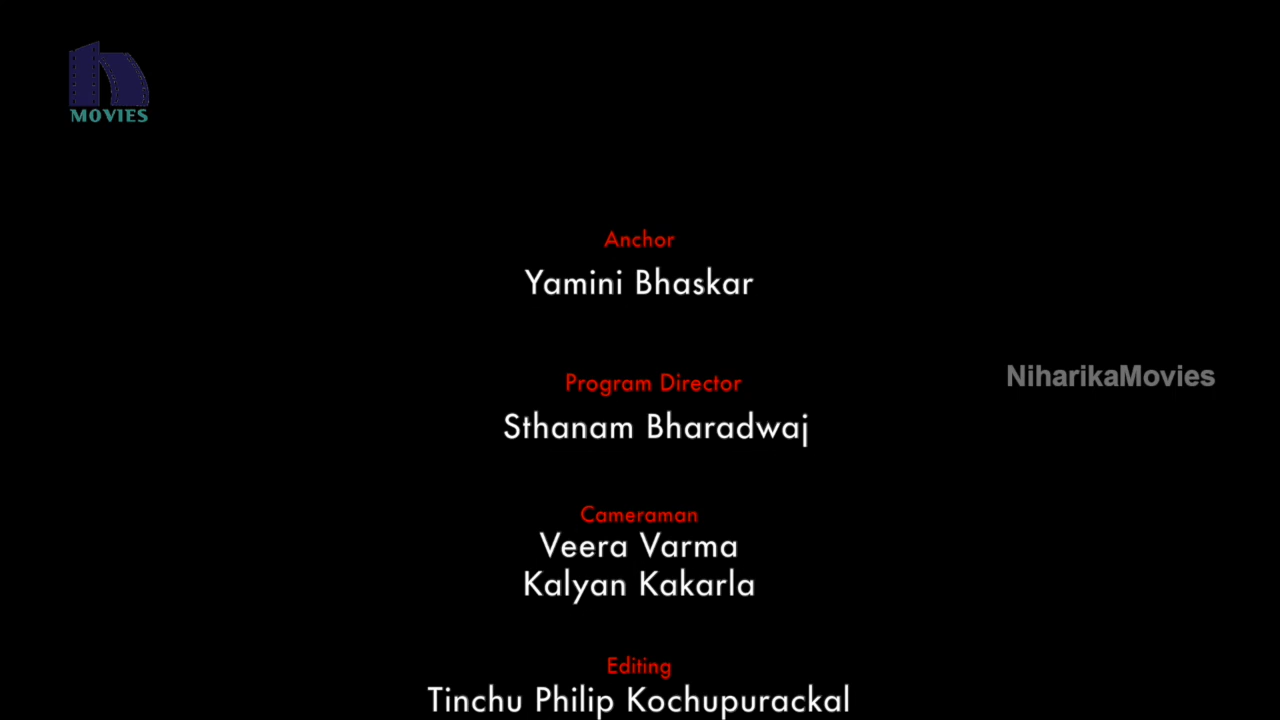 MOVIES
Anchor
Yamini Bhaskar
Program Director
NiharikaMovies
Sthanam Bharadwaj
Cameraman
Veera Varma
Kalyan Kakarla
Editing
Tinchu Philip Kochupurackal